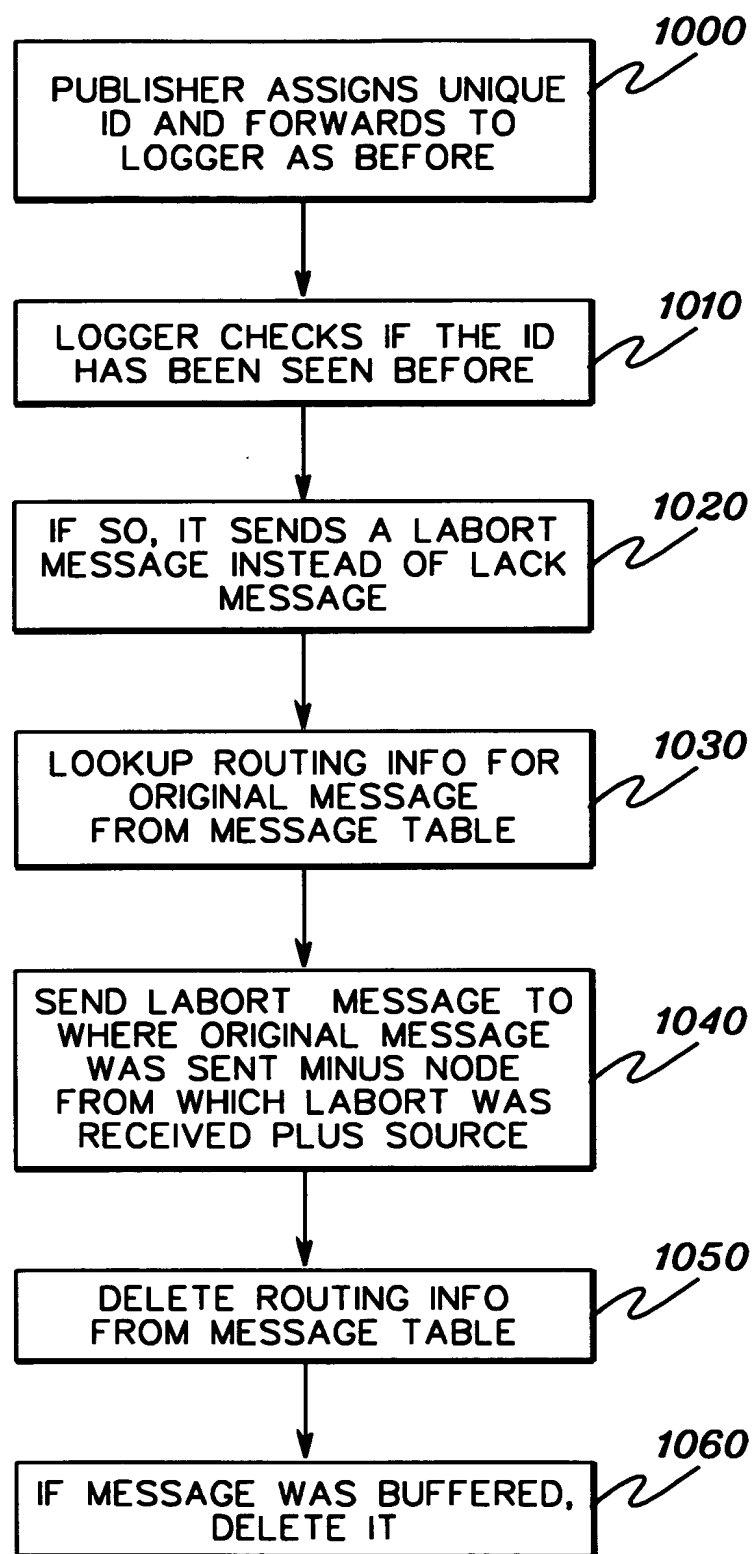 1000
PUBLISHER ASSIGNS UNIQUE
ID AND FORWARDS TO
LOGGER AS BEFORE
1010
LOGGER CHECKS IF THE ID
HAS BEEN SEEN BEFORE
1020
IF SO, IT SENDS A LABORT
MESSAGE INSTEAD OF LACK
MESSAGE
1030
LOOKUP ROUTING INFO FOR
ORIGINAL MESSAGE
FROM MESSAGE TABLE
1040
SEND LABORT MESSAGE TO
WHERE ORIGINAL MESSAGE
WAS SENT MINUS NODE
FROM WHICH LABORT WAS
RECEIVED PLUS SOURCE
1050
DELETE ROUTING INFO
FROM MESSAGE TABLE
1060
IF MESSAGE WAS BUFFERED,
DELETE IT